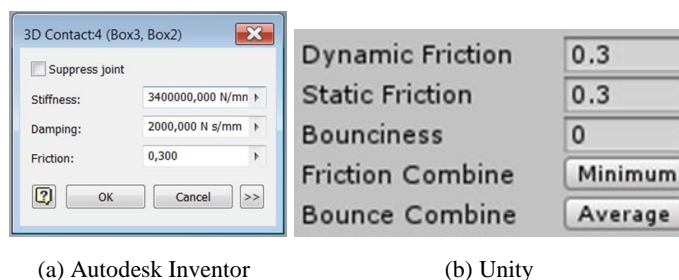 3D Contact:4 (Box3, Box2)
Suppress joint
Stiffness: 3400000,000 N/mn
Damping: 2000,000 N s/mm
Friction: 0,300
? OK Cancel >>
(a) Autodesk Inventor
Dynamic Friction 0.3
Static Friction 0.3
Bounciness 0
Friction Combine Minimum
Bounce Combine Average
(b) Unity